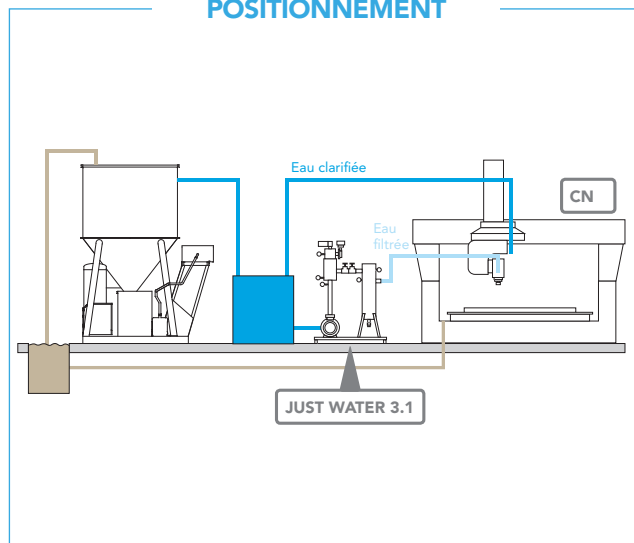 POSITIONNEMENT
Eau clarifiée
CN
Eau
filtrée
JUST WATER 3.1